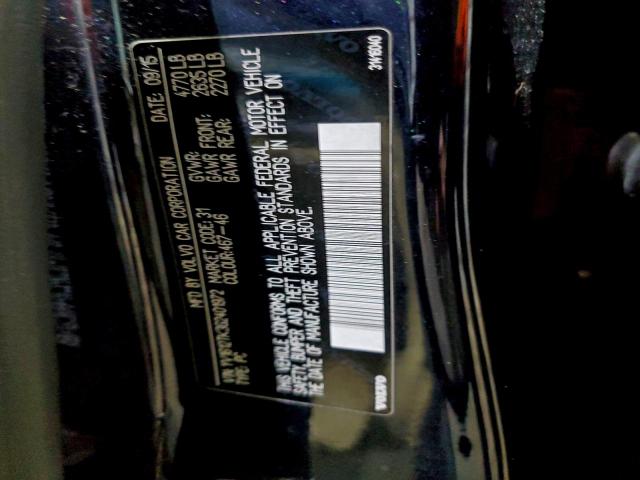 MFD BY VOLVO CAR CORPORATION DATE: 09/15
MARKET CODE:31 GVWR: 4770 LB
COLOUR:467-46 GAWR FRONT: 2635 LB
GAWR REAR: 2270 LB
VIN:
TYPE: PC
THIS VEHICLE CONFORMS TO ALL APPLICABLE FEDERAL MOTOR VEHICLE
SAFETY, BUMPER AND THEFT PREVENTION STANDARDS IN EFFECT ON
THE DATE OF MANUFACTURE SHOWN ABOVE.
VOLVO